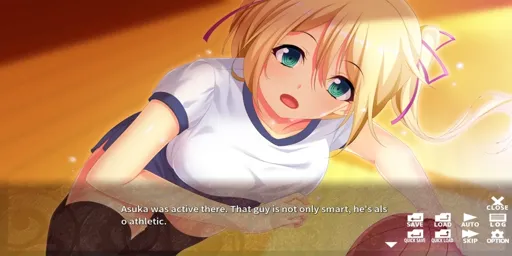 Asuka was active there. That guy is not only smart, he's als
o athletic.
CLOSE
SAVE LOAD AUTO LOG
QUICK SAVE QUICK LOAD SKIP OPTION